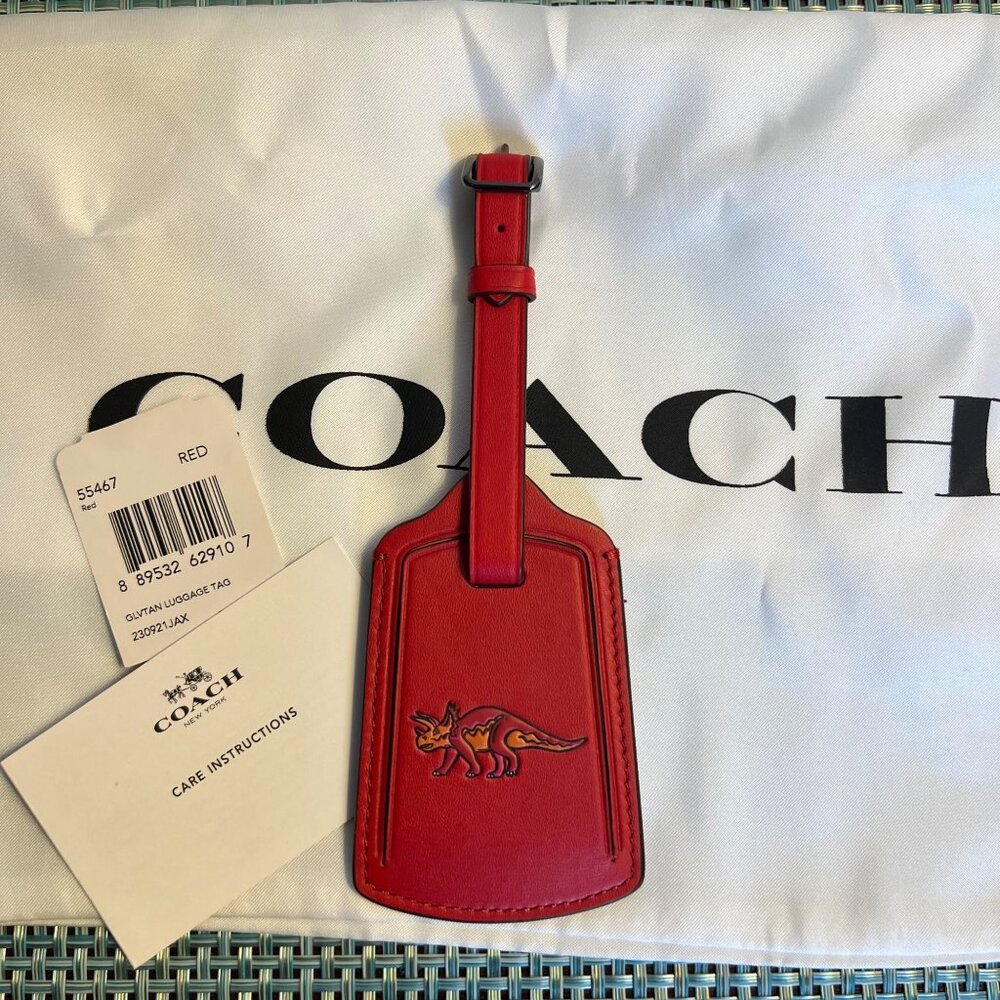 COACH
RED
55467
Red
8 89532 62910 7
GLVTAN LUGGAGE TAG
230921JAX
COACH
NEW YORK
CARE INSTRUCTIONS